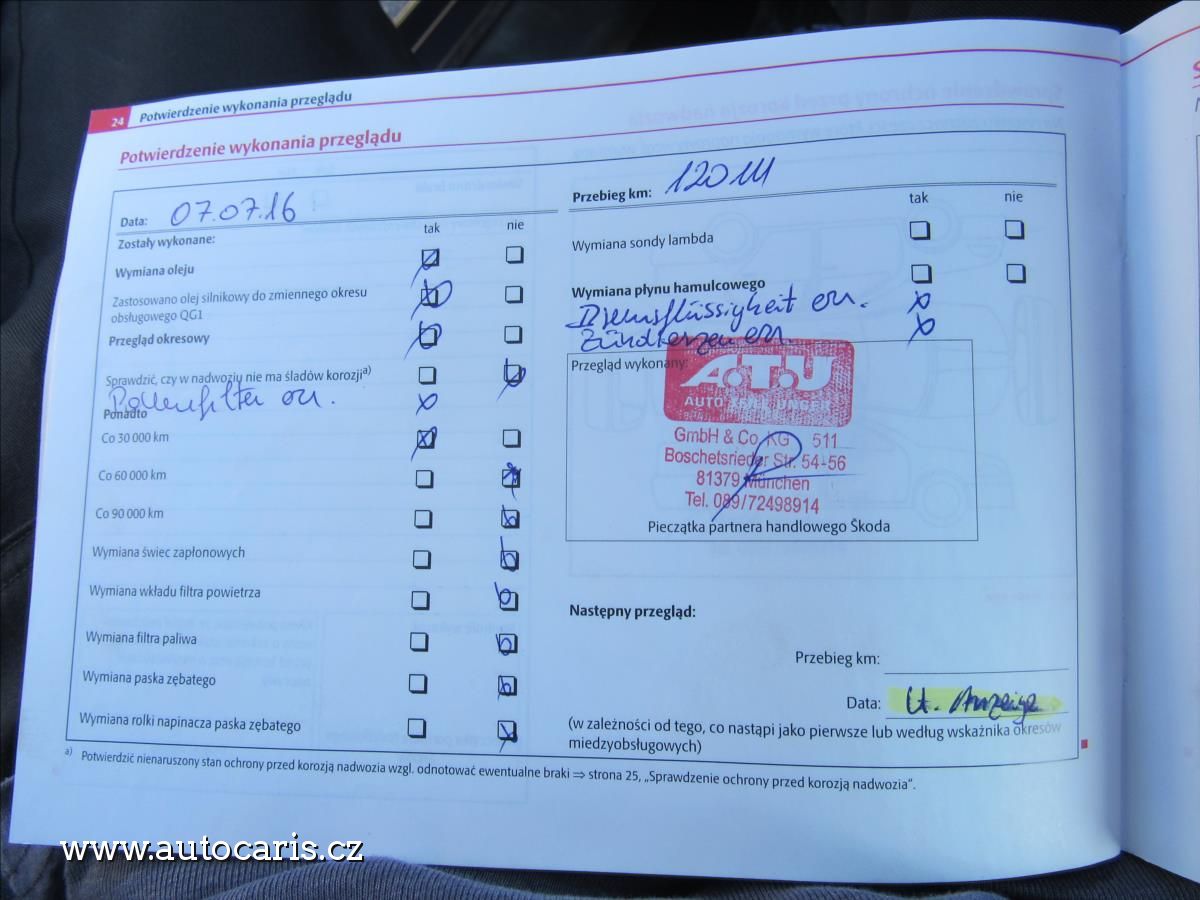 24 Potwierdzenie wykonania przeglądu
Potwierdzenie wykonania przeglądu
Data: 07.07.16
Zostały wykonane: tak nie
Wymiana oleju
Zastosowano olej silnikowy do zmiennego okresu
obsługowego QG1
Przegląd okresowy
Sprawdzić, czy w nadwoziu nie ma śladów korozji a)
Pollenfilter ern.
Ponadto
Co 30 000 km
Co 60 000 km
Co 90 000 km
Wymiana świec zapłonowych
Wymiana wkładu filtra powietrza
Wymiana filtra paliwa
Wymiana paska zębatego
Wymiana rolki napinacza paska zębatego
Przebieg km: 120111
tak nie
Wymiana sondy lambda
Wymiana płynu hamulcowego
Bremsflüssigkeit ern.
Zündkerzen ern.
Przegląd wykonany:
A.T.U
AUTO TEILE UNGER
GmbH & Co. KG 511
Boschetsrieder Str. 54-56
81379 München
Tel. 089/72498914
Pieczątka partnera handlowego Škoda
Następny przegląd:
Przebieg km:
Data: lt. Anzeige
(w zależności od tego, co nastąpi jako pierwsze lub według wskaźnika okresów
miedzyobsługowych)
a) Potwierdzić nienaruszony stan ochrony przed korozją nadwozia wzgl. odnotować ewentualne braki ⇒ strona 25, „Sprawdzenie ochrony przed korozją nadwozia”.
www.autocaris.cz